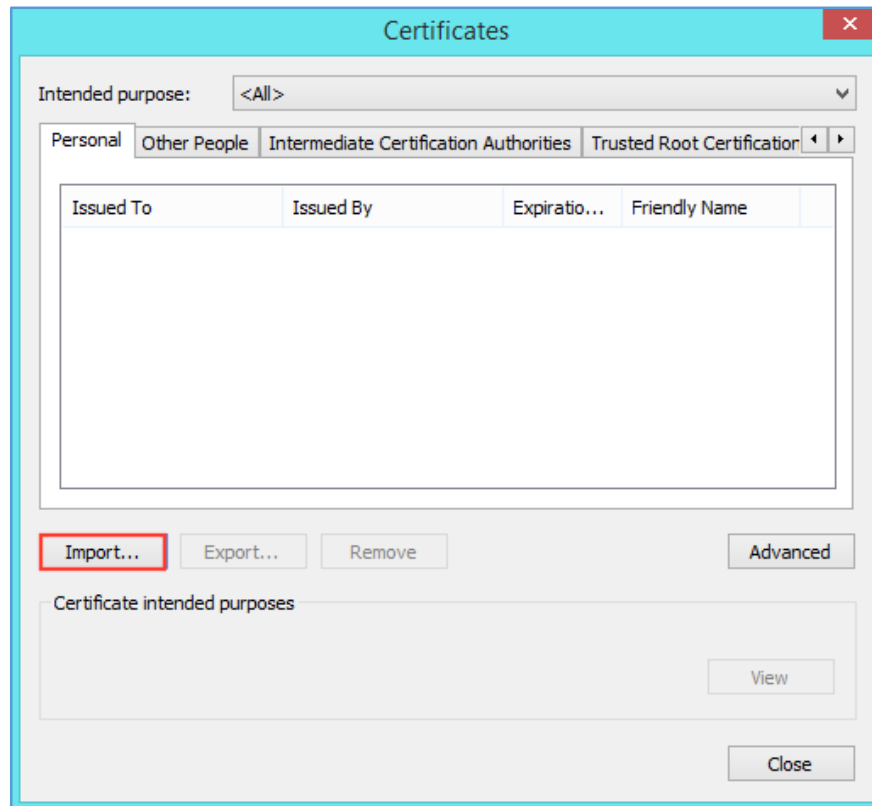 Certificates
Intended purpose: <All>
Personal Other People Intermediate Certification Authorities Trusted Root Certification
Issued To Issued By Expiratio... Friendly Name
Import... Export... Remove Advanced
Certificate intended purposes
View
Close